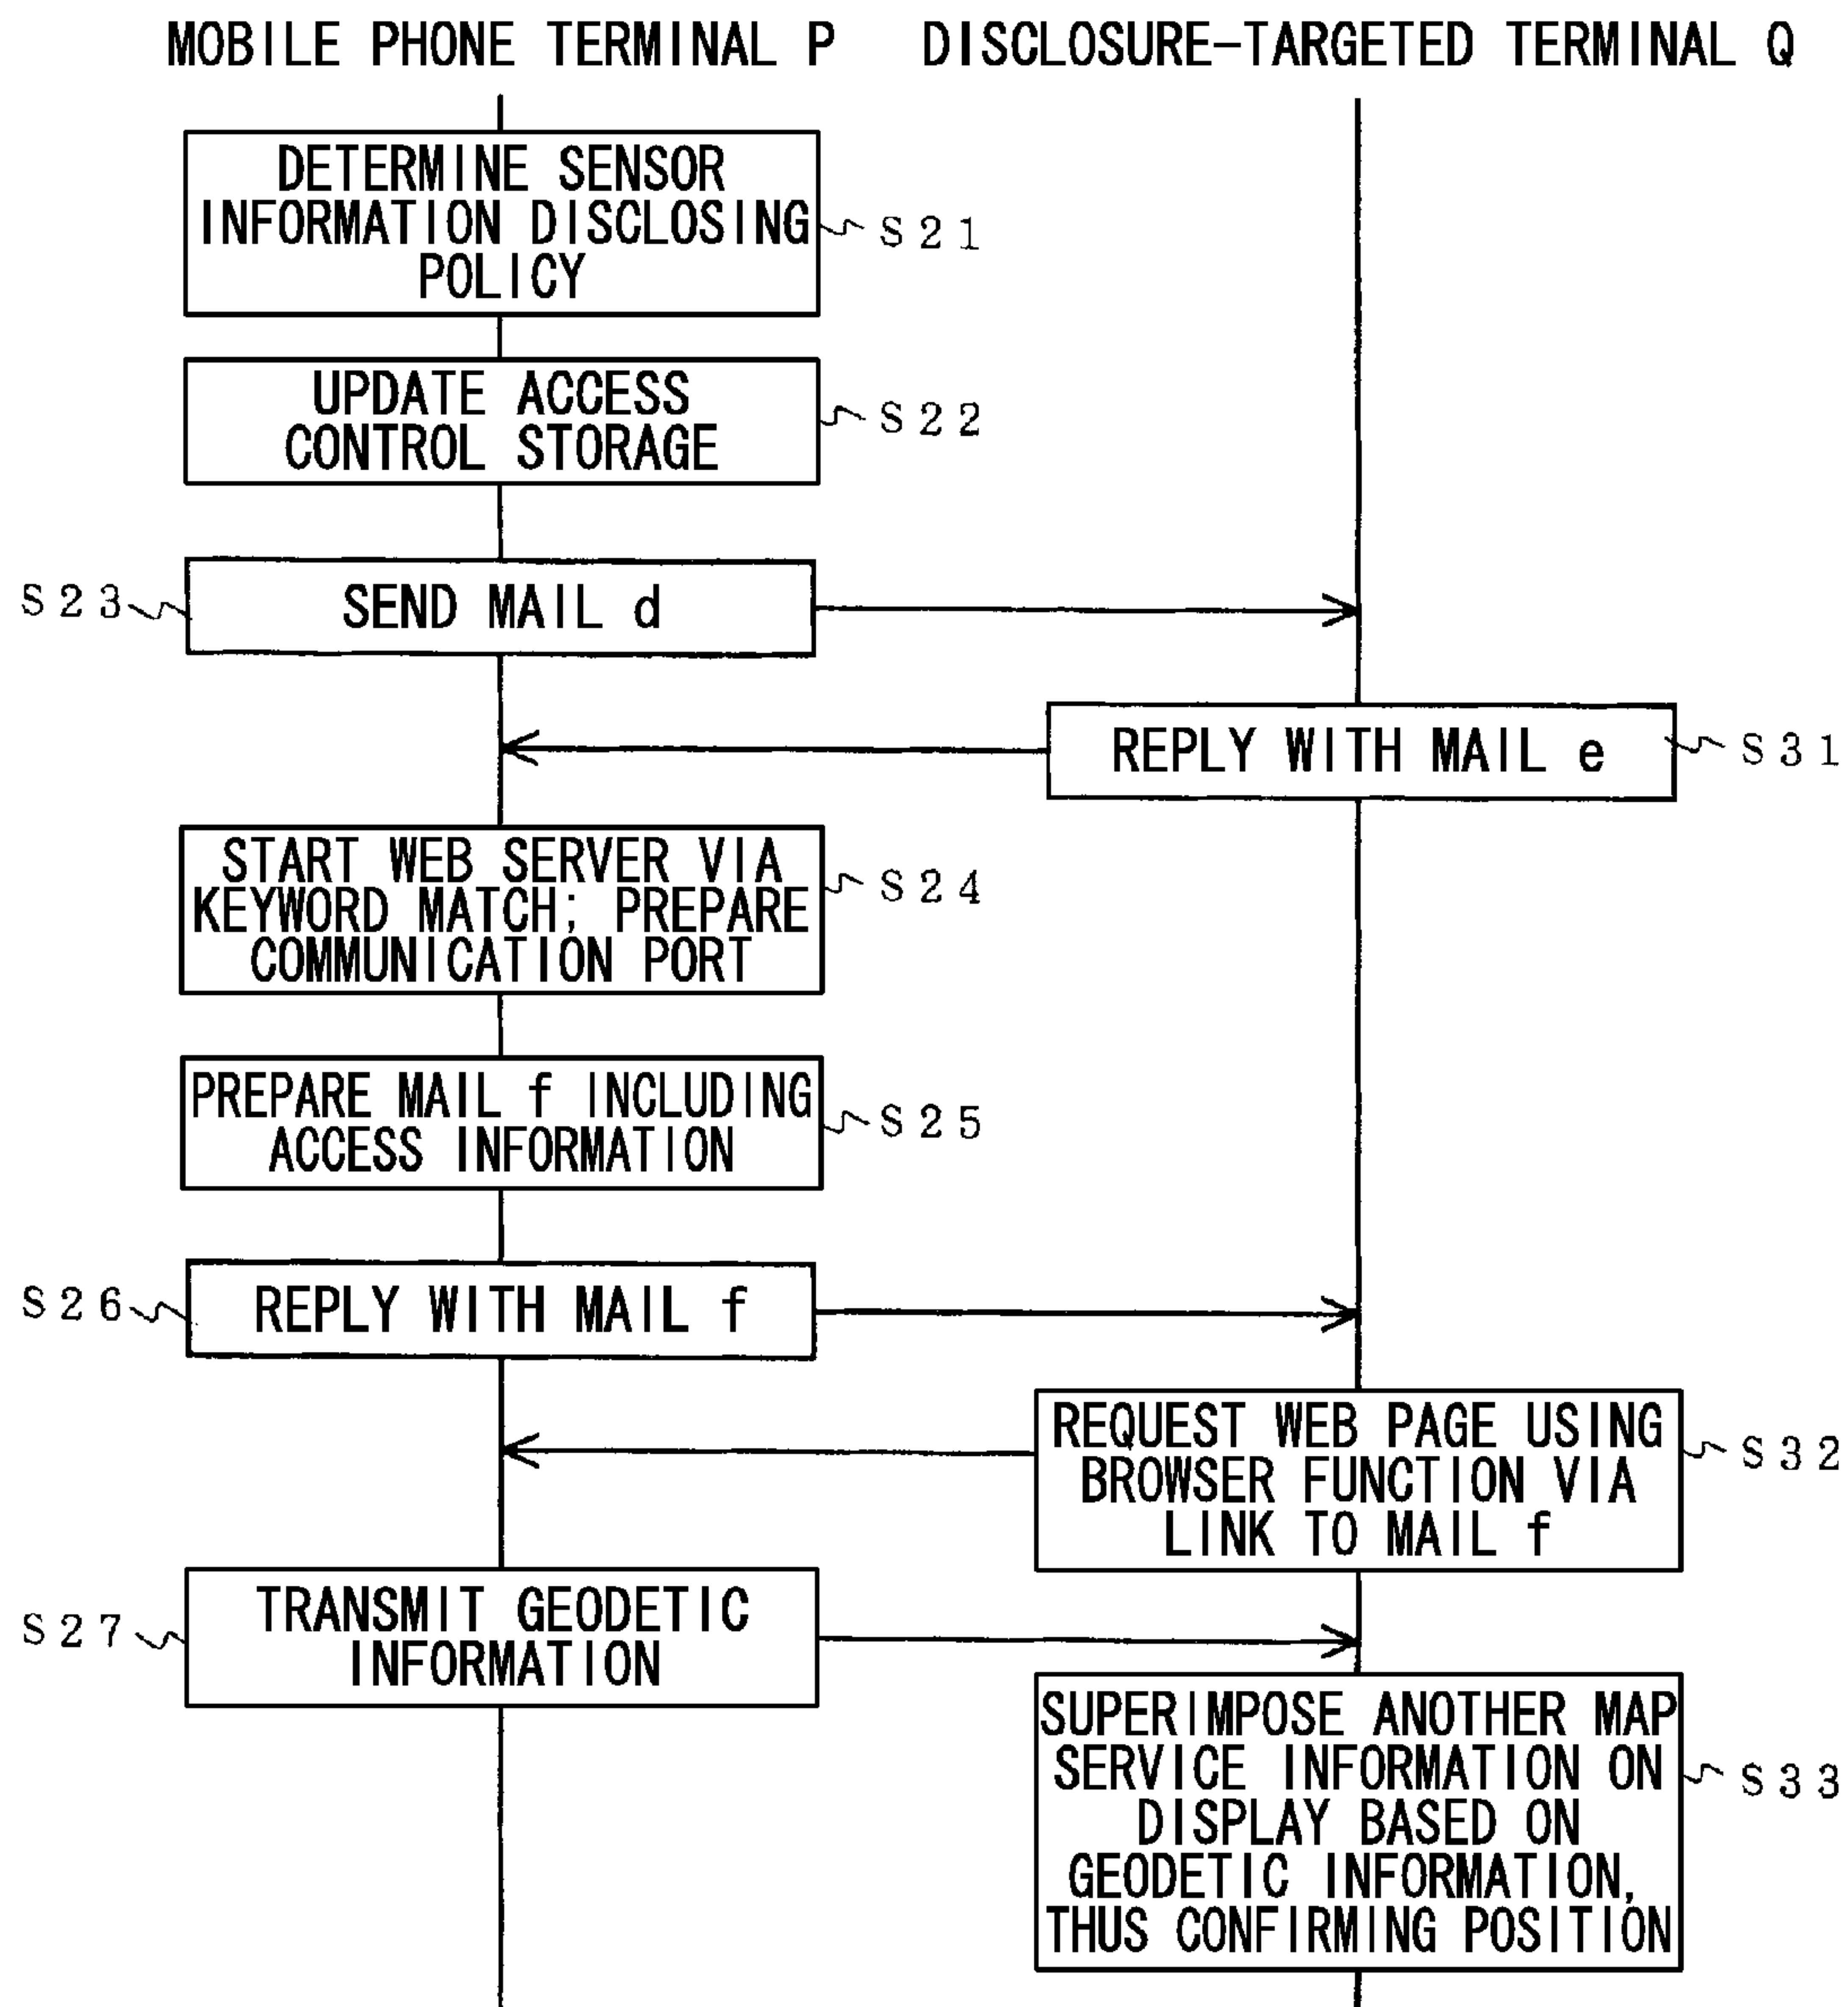 MOBILE PHONE TERMINAL P DISCLOSURE-TARGETED TERMINAL Q
DETERMINE SENSOR
INFORMATION DISCLOSING
POLICY
S21
UPDATE ACCESS
CONTROL STORAGE
S22
S23
SEND MAIL d
REPLY WITH MAIL e
S31
START WEB SERVER VIA
KEYWORD MATCH; PREPARE
COMMUNICATION PORT
S24
PREPARE MAIL f INCLUDING
ACCESS INFORMATION
S25
S26
REPLY WITH MAIL f
REQUEST WEB PAGE USING
BROWSER FUNCTION VIA
LINK TO MAIL f
S32
S27
TRANSMIT GEODETIC
INFORMATION
SUPERIMPOSE ANOTHER MAP
SERVICE INFORMATION ON
DISPLAY BASED ON
GEODETIC INFORMATION,
THUS CONFIRMING POSITION
S33